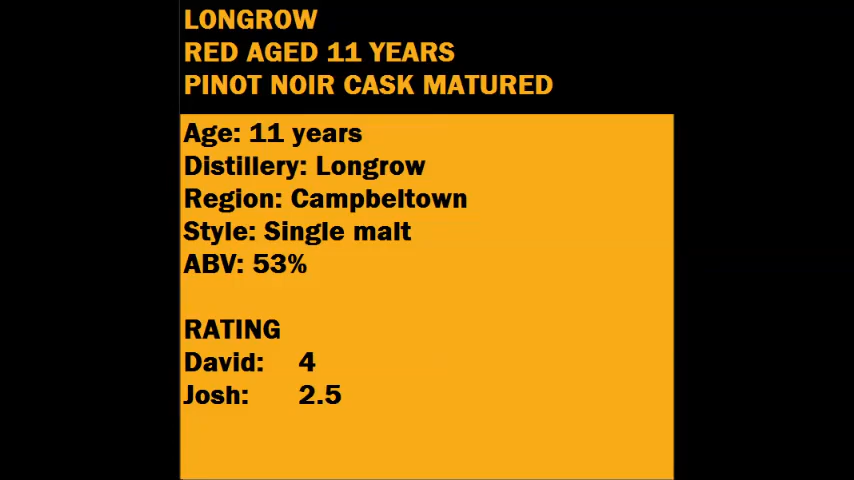 LONGROW
RED AGED 11 YEARS
PINOT NOIR CASK MATURED
Age: 11 years
Distillery: Longrow
Region: Campbeltown
Style: Single malt
ABV: 53%
RATING
David: 4
Josh: 2.5